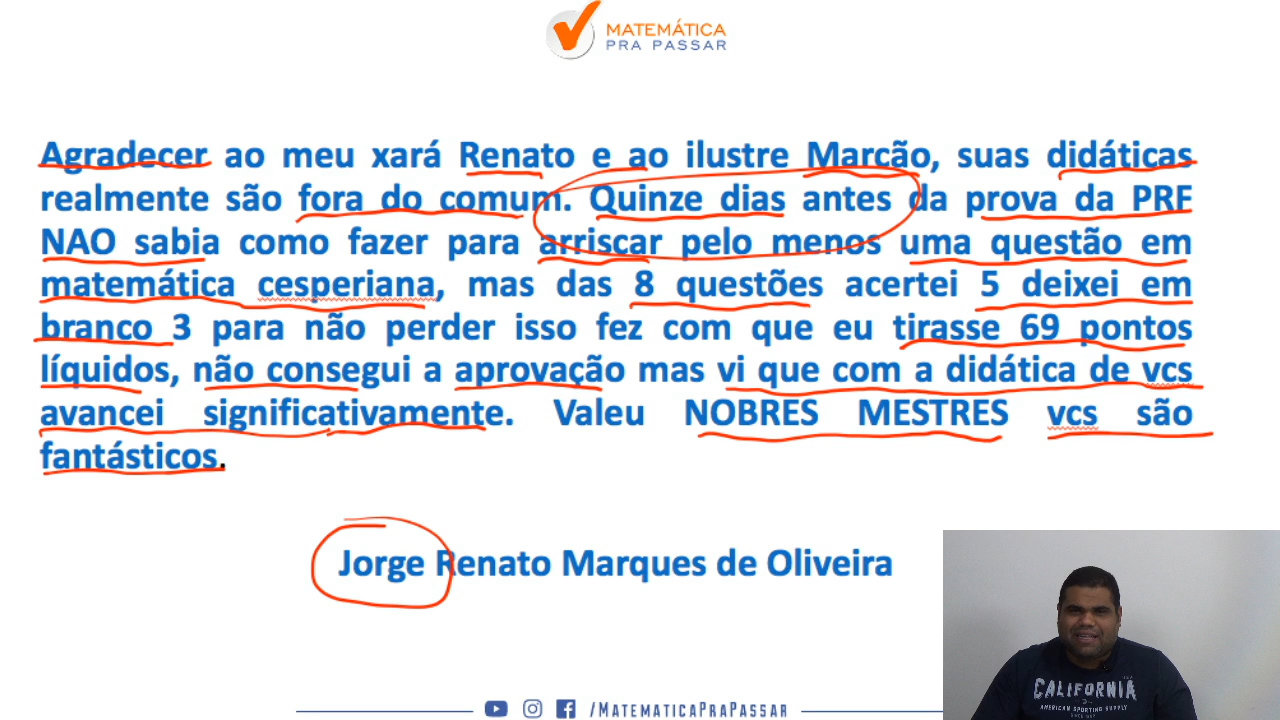 MATEMÁTICA
PRA PASSAR
Agradecer ao meu xará Renato e ao ilustre Marcão, suas didáticas
realmente são fora do comum. Quinze dias antes da prova da PRF
NAO sabia como fazer para arriscar pelo menos uma questão em
matemática cesperiana, mas das 8 questões acertei 5 deixei em
branco 3 para não perder isso fez com que eu tirasse 69 pontos
líquidos, não consegui a aprovação mas vi que com a didática de vcs
avancei significativamente. Valeu NOBRES MESTRES vcs são
fantásticos.
Jorge Renato Marques de Oliveira
CALIFORNIA
AMERICAN SPORTING SUPPLY
/MATEMATICAPRAPASSAR